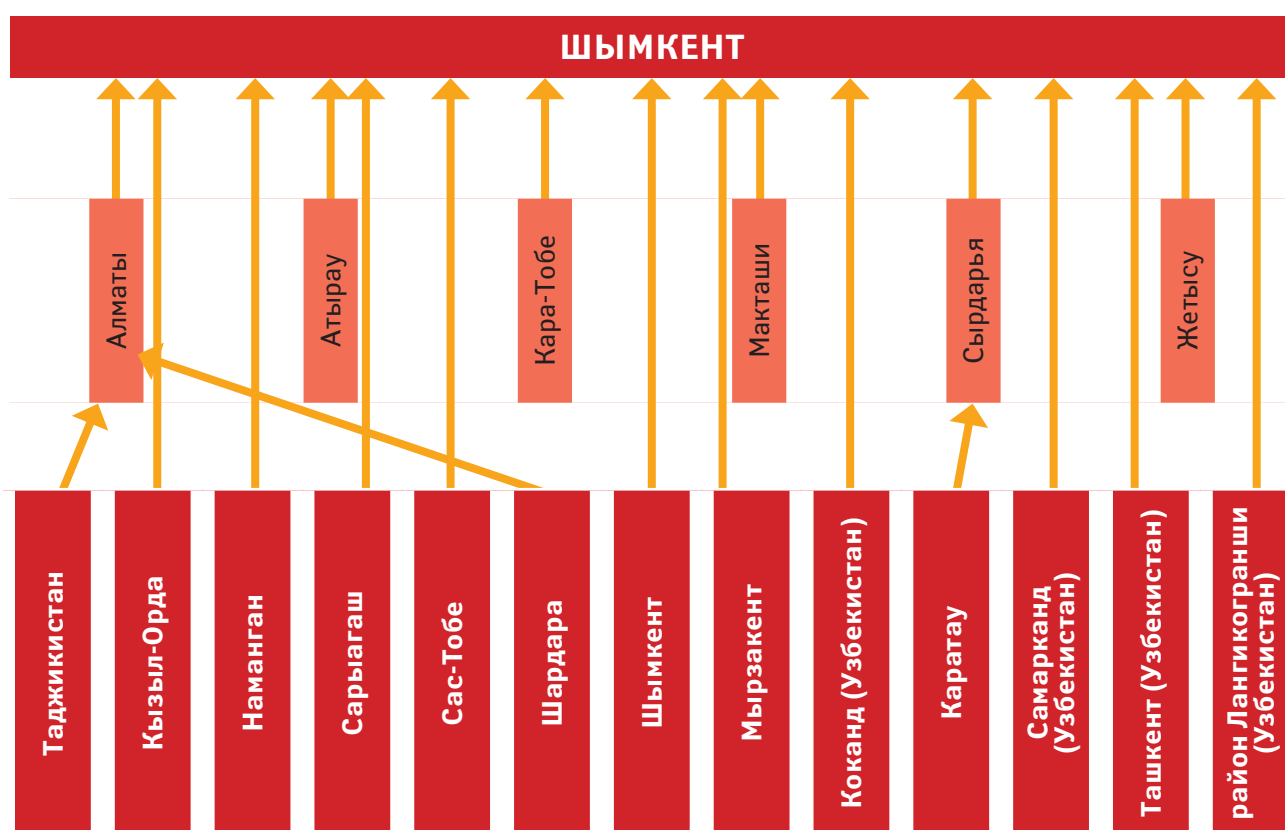 ШЫМКЕНТ
Алматы
Атырау
Кара-Тобе
Макташи
Сырдарья
Жетысу
Таджикистан
Кызыл-Орда
Наманган
Сарыагаш
Сас-Тобе
Шардара
Шымкент
Мырзакент
Коканд (Узбекистан)
Каратау
Самарканд
(Узбекистан)
Ташкент (Узбекистан)
район Лангикогранши
(Узбекистан)